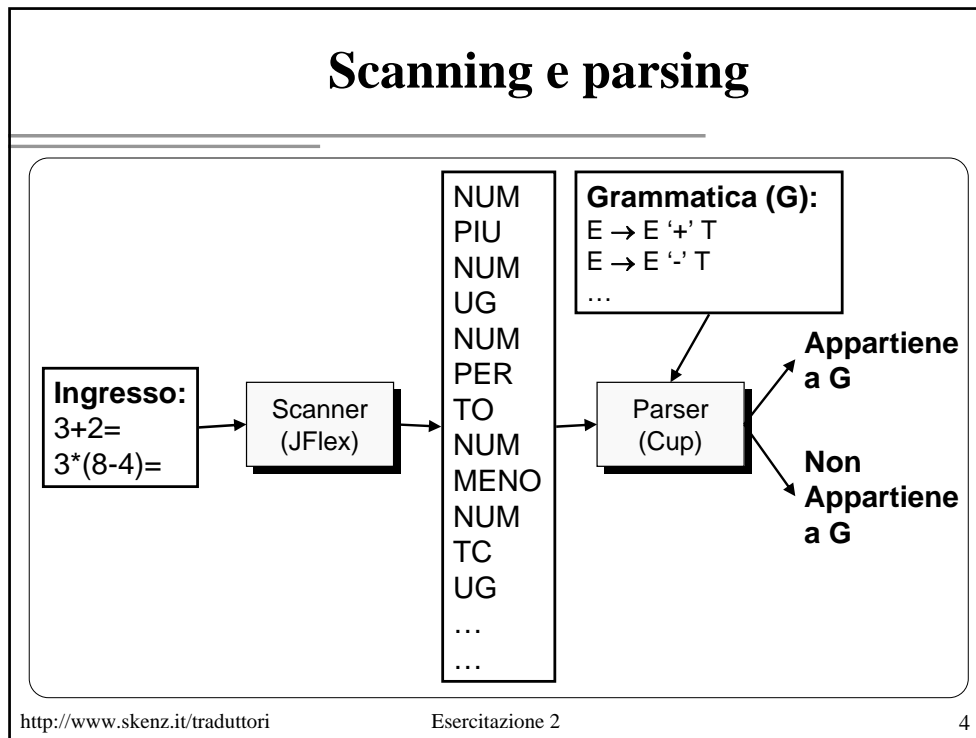 Scanning e parsing
Ingresso:
3+2=
3*(8-4)=
Scanner
(JFlex)
NUM
PIU
NUM
UG
NUM
PER
TO
NUM
MENO
NUM
TC
UG
…
…
Grammatica (G):
E → E ‘+’ T
E → E ‘-’ T
…
Parser
(Cup)
Appartiene
a G
Non
Appartiene
a G
http://www.skenz.it/traduttori
Esercitazione 2
4